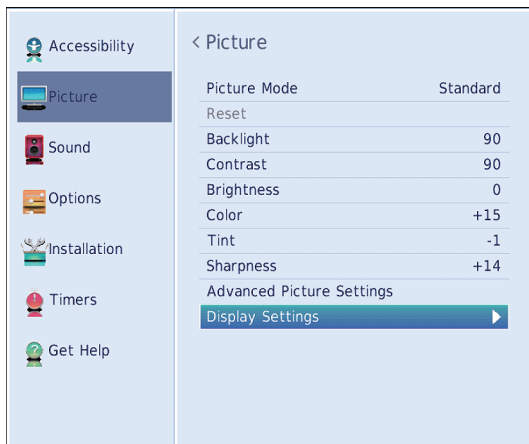 Accessibility
Picture
Sound
Options
Installation
Timers
Get Help
< Picture
Picture Mode Standard
Reset
Backlight 90
Contrast 90
Brightness 0
Color +15
Tint -1
Sharpness +14
Advanced Picture Settings
Display Settings